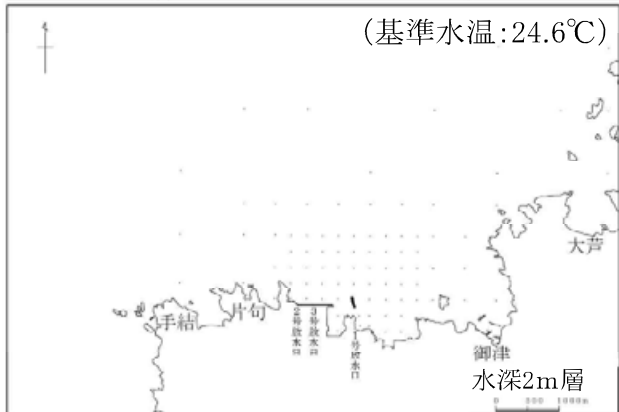 (基準水温:24.6℃)
大芦
手結
片句
2号放水口
3号放水口
1号放水口
御津
水深2m層
0 500 1000m